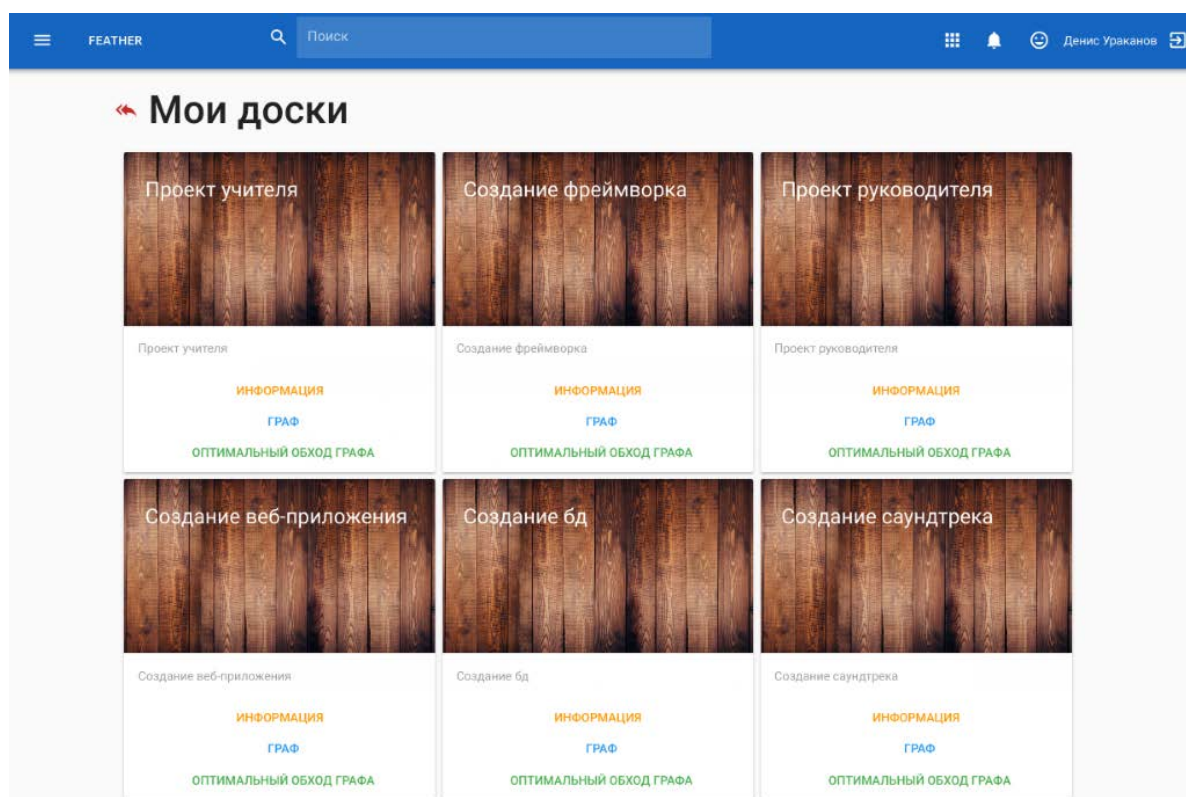 FEATHER Поиск Денис Ураканов
Мои доски
Проект учителя Создание фреймворка Проект руководителя
Проект учителя Создание фреймворка Проект руководителя
ИНФОРМАЦИЯ ИНФОРМАЦИЯ ИНФОРМАЦИЯ
ГРАФ ГРАФ ГРАФ
ОПТИМАЛЬНЫЙ ОБХОД ГРАФА ОПТИМАЛЬНЫЙ ОБХОД ГРАФА ОПТИМАЛЬНЫЙ ОБХОД ГРАФА
Создание веб-приложения Создание бд Создание саундтрека
Создание веб-приложения Создание бд Создание саундтрека
ИНФОРМАЦИЯ ИНФОРМАЦИЯ ИНФОРМАЦИЯ
ГРАФ ГРАФ ГРАФ
ОПТИМАЛЬНЫЙ ОБХОД ГРАФА ОПТИМАЛЬНЫЙ ОБХОД ГРАФА ОПТИМАЛЬНЫЙ ОБХОД ГРАФА